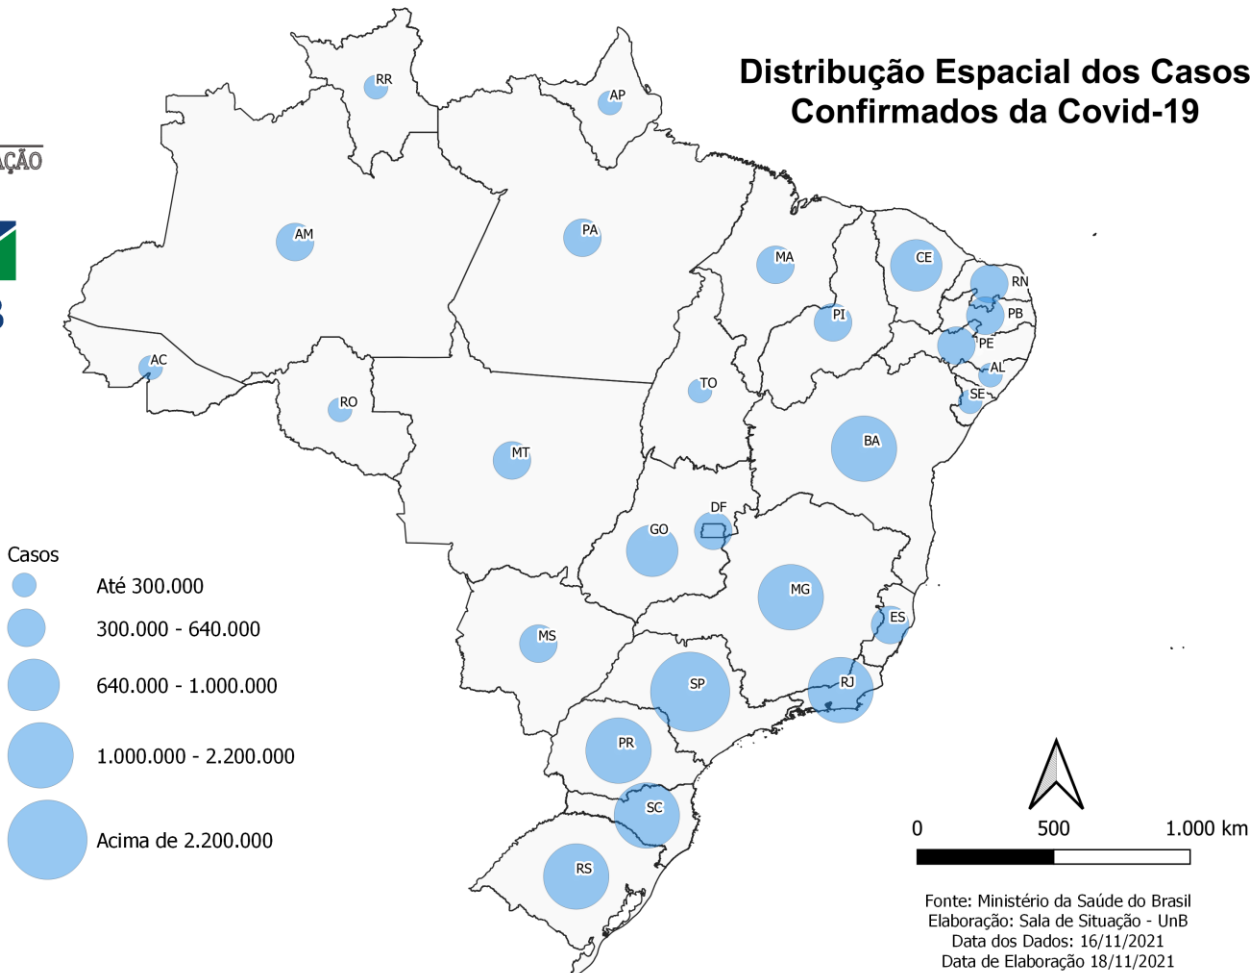 Distribução Espacial dos Casos
Confirmados da Covid-19
AÇÃO
RR
AP
AM
PA
MA
CE
RN
PI
PB
PE
AC
AL
TO
SE
RO
BA
MT
DF
GO
MG
ES
MS
SP
RJ
PR
SC
RS
Casos
Até 300.000
300.000 - 640.000
640.000 - 1.000.000
1.000.000 - 2.200.000
Acima de 2.200.000
0 500 1.000 km
Fonte: Ministério da Saúde do Brasil
Elaboração: Sala de Situação - UnB
Data dos Dados: 16/11/2021
Data de Elaboração 18/11/2021